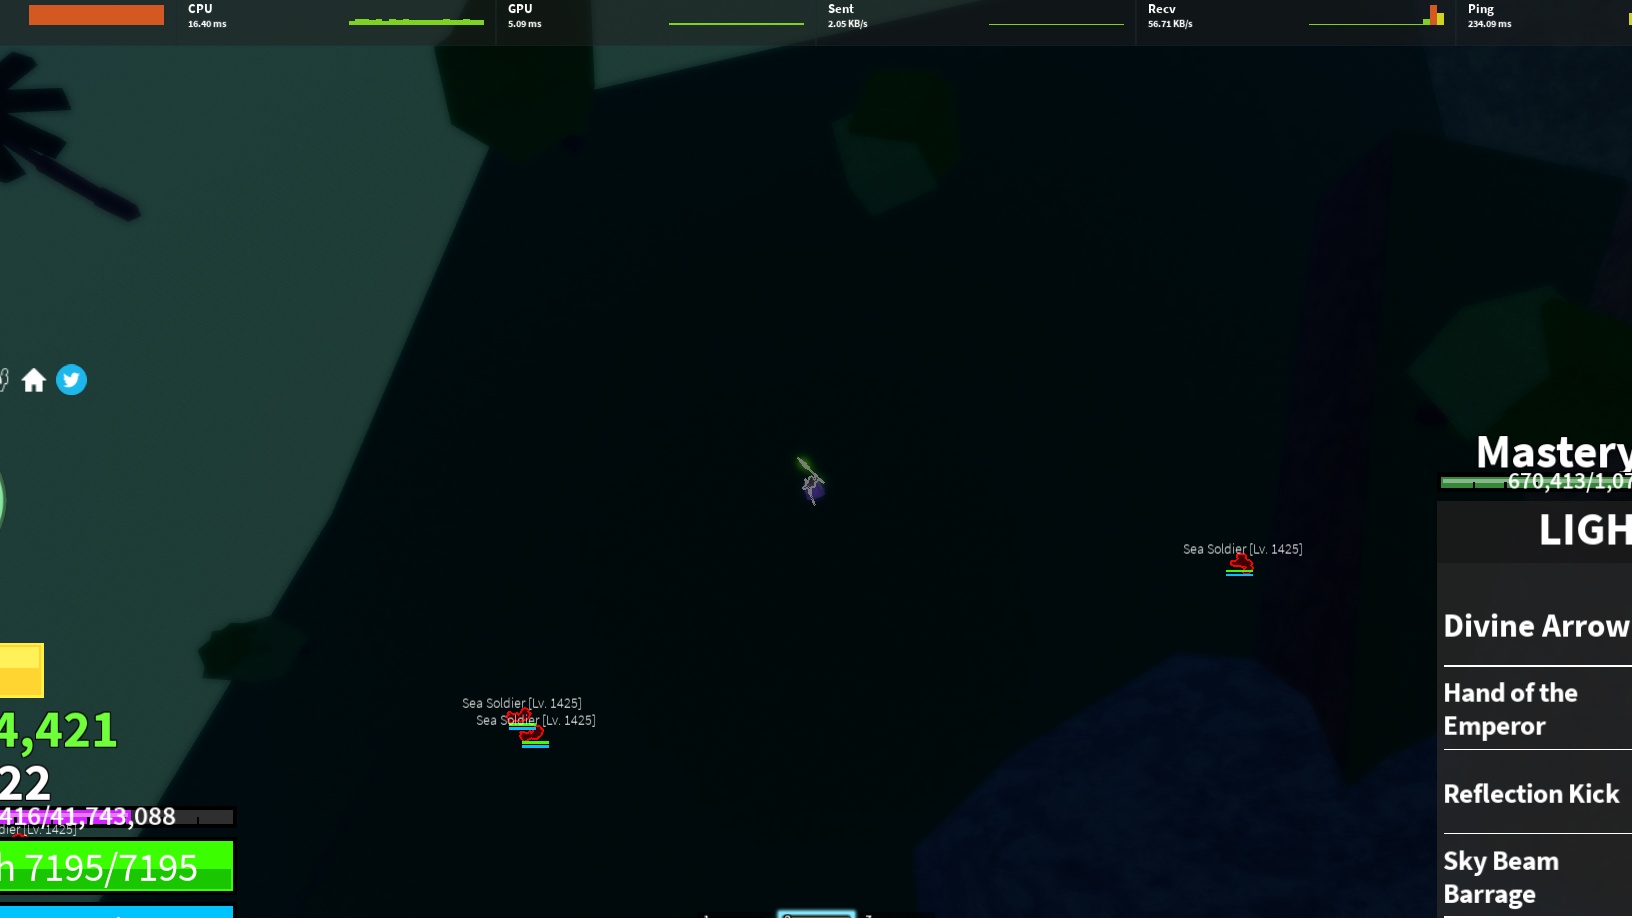 CPU
16.40 ms
GPU
5.09 ms
Sent
2.05 KB/s
Recv
56.71 KB/s
Ping
234.09 ms
Mastery
670,413/1,07
LIGH
Sea Soldier [Lv. 1425]
Divine Arrow
Hand of the
Emperor
Sea Soldier [Lv. 1425]
Sea Soldier [Lv. 1425]
4,421
22
Reflection Kick
416/41,743,088
dier [Lv. 1425]
h 7195/7195
Sky Beam
Barrage